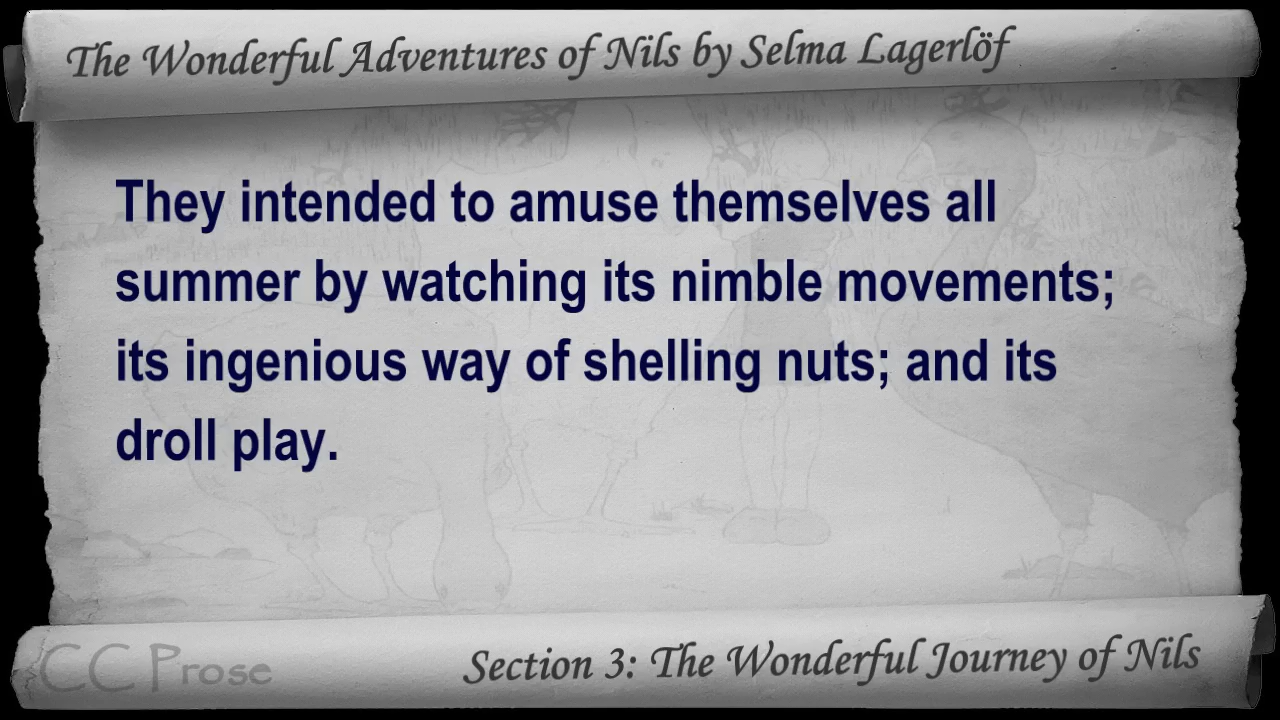 The Wonderful Adventures of Nils by Selma Lagerlöf
They intended to amuse themselves all
summer by watching its nimble movements;
its ingenious way of shelling nuts; and its
droll play.
CC Prose
Section 3: The Wonderful Journey of Nils